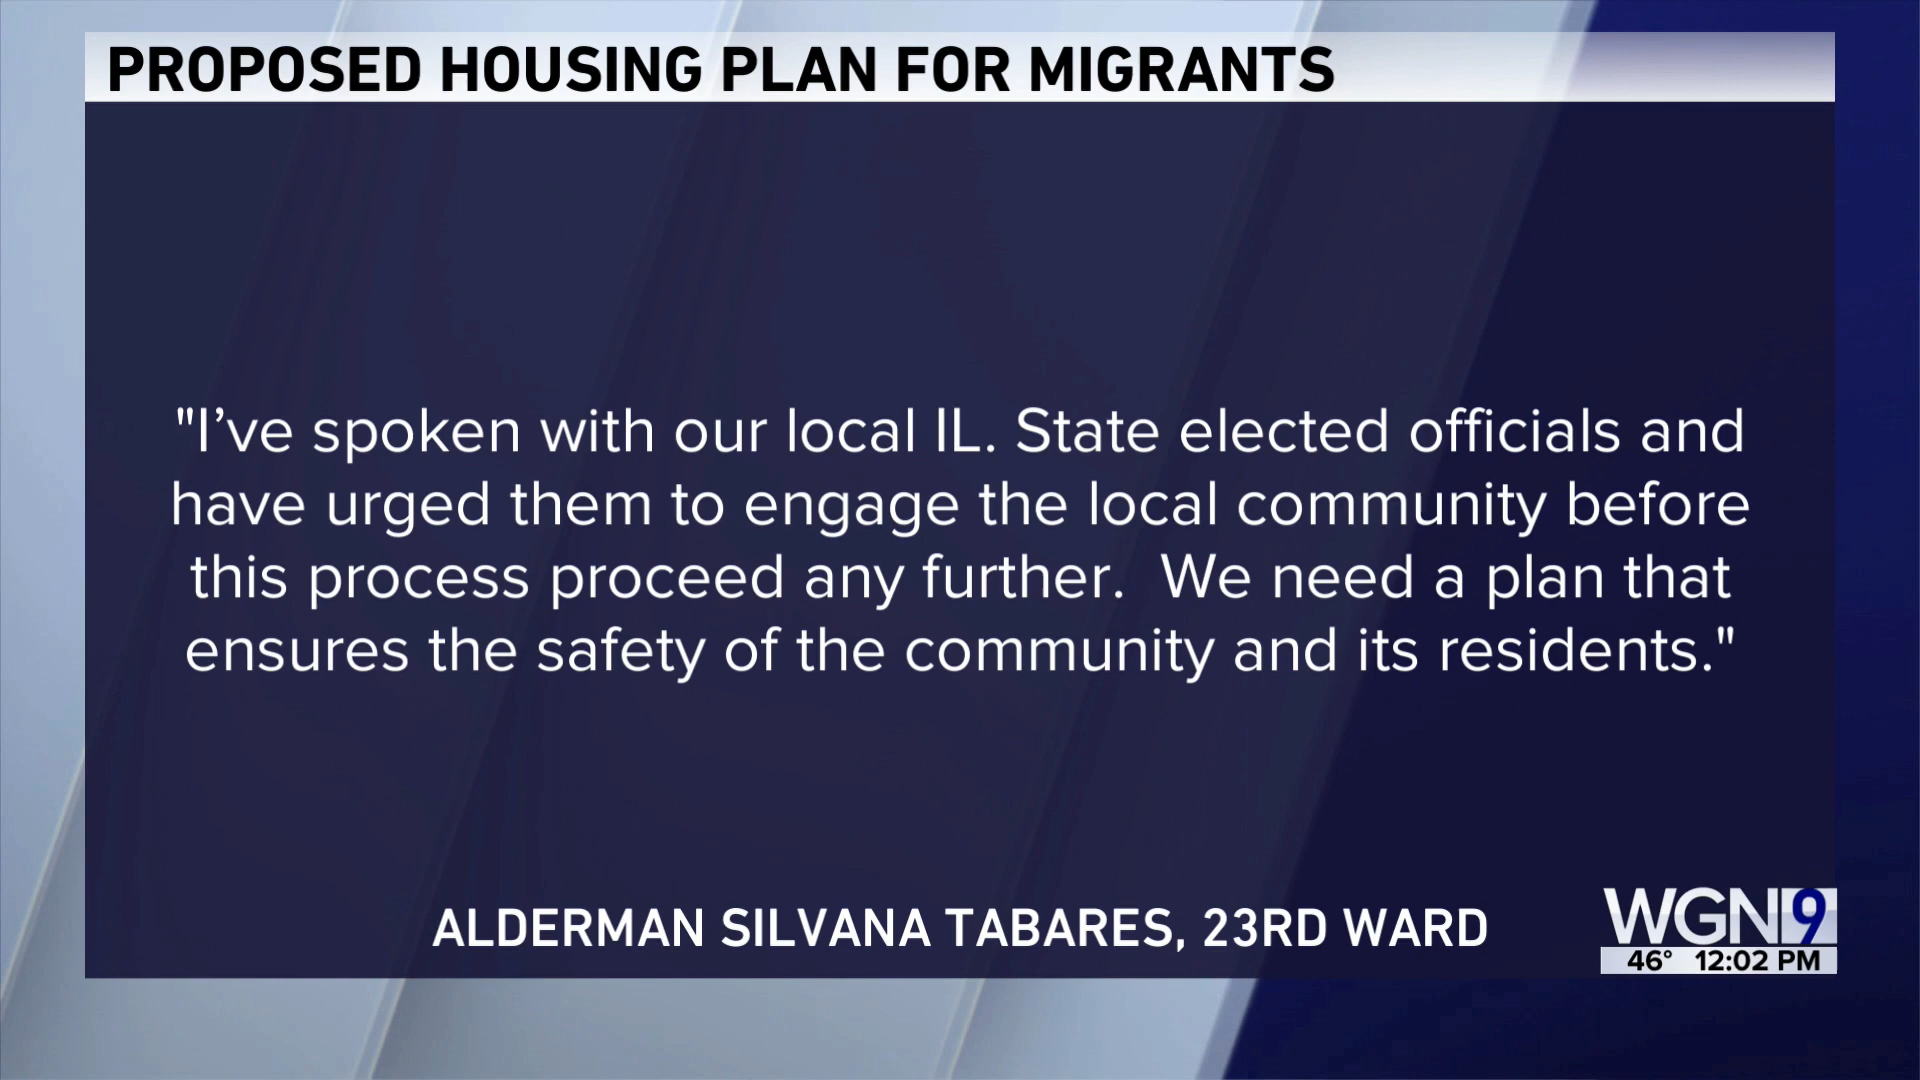 PROPOSED HOUSING PLAN FOR MIGRANTS
"I’ve spoken with our local IL. State elected officials and
have urged them to engage the local community before
this process proceed any further.  We need a plan that
ensures the safety of the community and its residents."
ALDERMAN SILVANA TABARES, 23RD WARD
WGN9
46° 12:02 PM